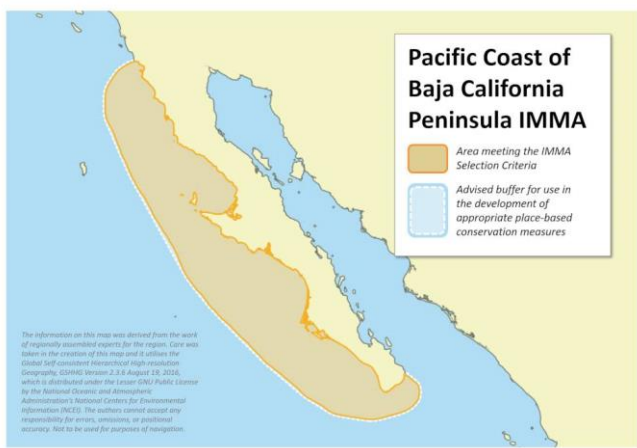 Pacific Coast of
Baja California
Peninsula IMMA
Area meeting the IMMA
Selection Criteria
Advised buffer for use in
the development of
appropriate place-based
conservation measures
The information on this map was derived from the work
of regionally assembled experts for the region. Care was
taken in the creation of this map and it utilises the
Global Self-consistent Hierarchical High-resolution
Geography, GSHHG Version 2.3.6 August 19, 2016,
which is distributed under the Lesser GNU Public License
by the National Oceanic and Atmospheric
Administration's National Centers for Environmental
Information (NCEI). The authors cannot accept any
responsibility for errors, omissions, or positional
accuracy. Not to be used for purposes of navigation.